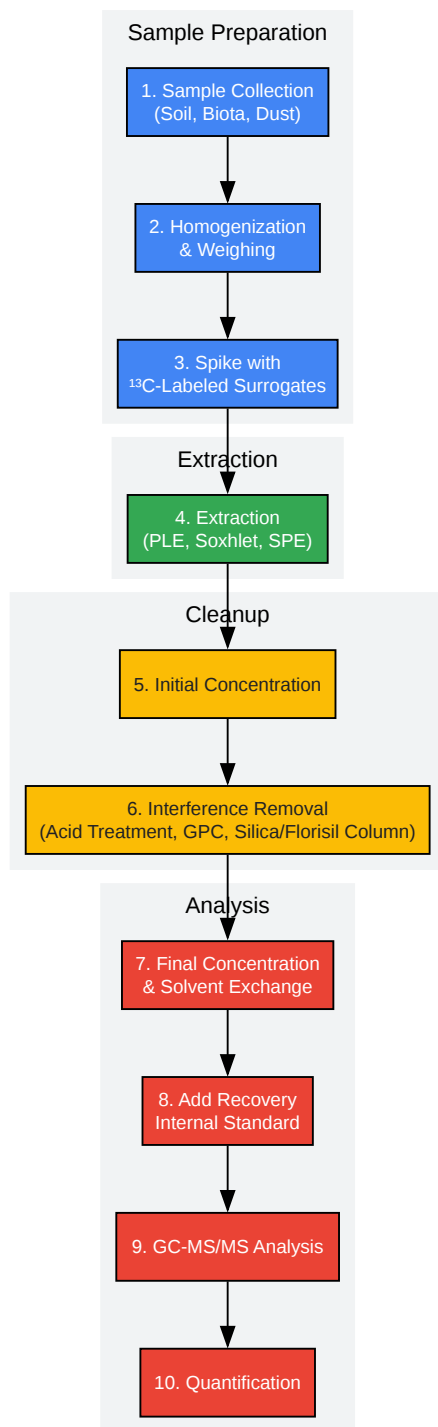 Sample Preparation
1. Sample Collection
(Soil, Biota, Dust)
2. Homogenization
& Weighing
3. Spike with
¹³C-Labeled Surrogates
Extraction
4. Extraction
(PLE, Soxhlet, SPE)
Cleanup
5. Initial Concentration
6. Interference Removal
(Acid Treatment, GPC, Silica/Florisil Column)
Analysis
7. Final Concentration
& Solvent Exchange
8. Add Recovery
Internal Standard
9. GC-MS/MS Analysis
10. Quantification